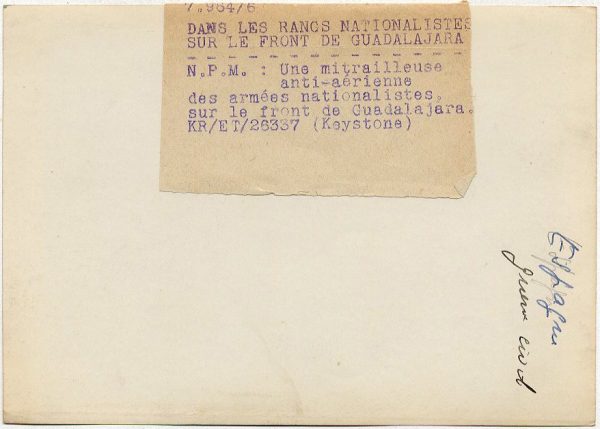 7.964/6
DANS LES RANGS NATIONALISTES
SUR LE FRONT DE GUADALAJARA
- - - - - - - - - - - - - - - - - - -
N.P.M. : Une mitrailleuse
anti-aérienne
des armées nationalistes,
sur le front de Guadalajara.
KR/ET/26337 (Keystone)
Espagne
guerre civil